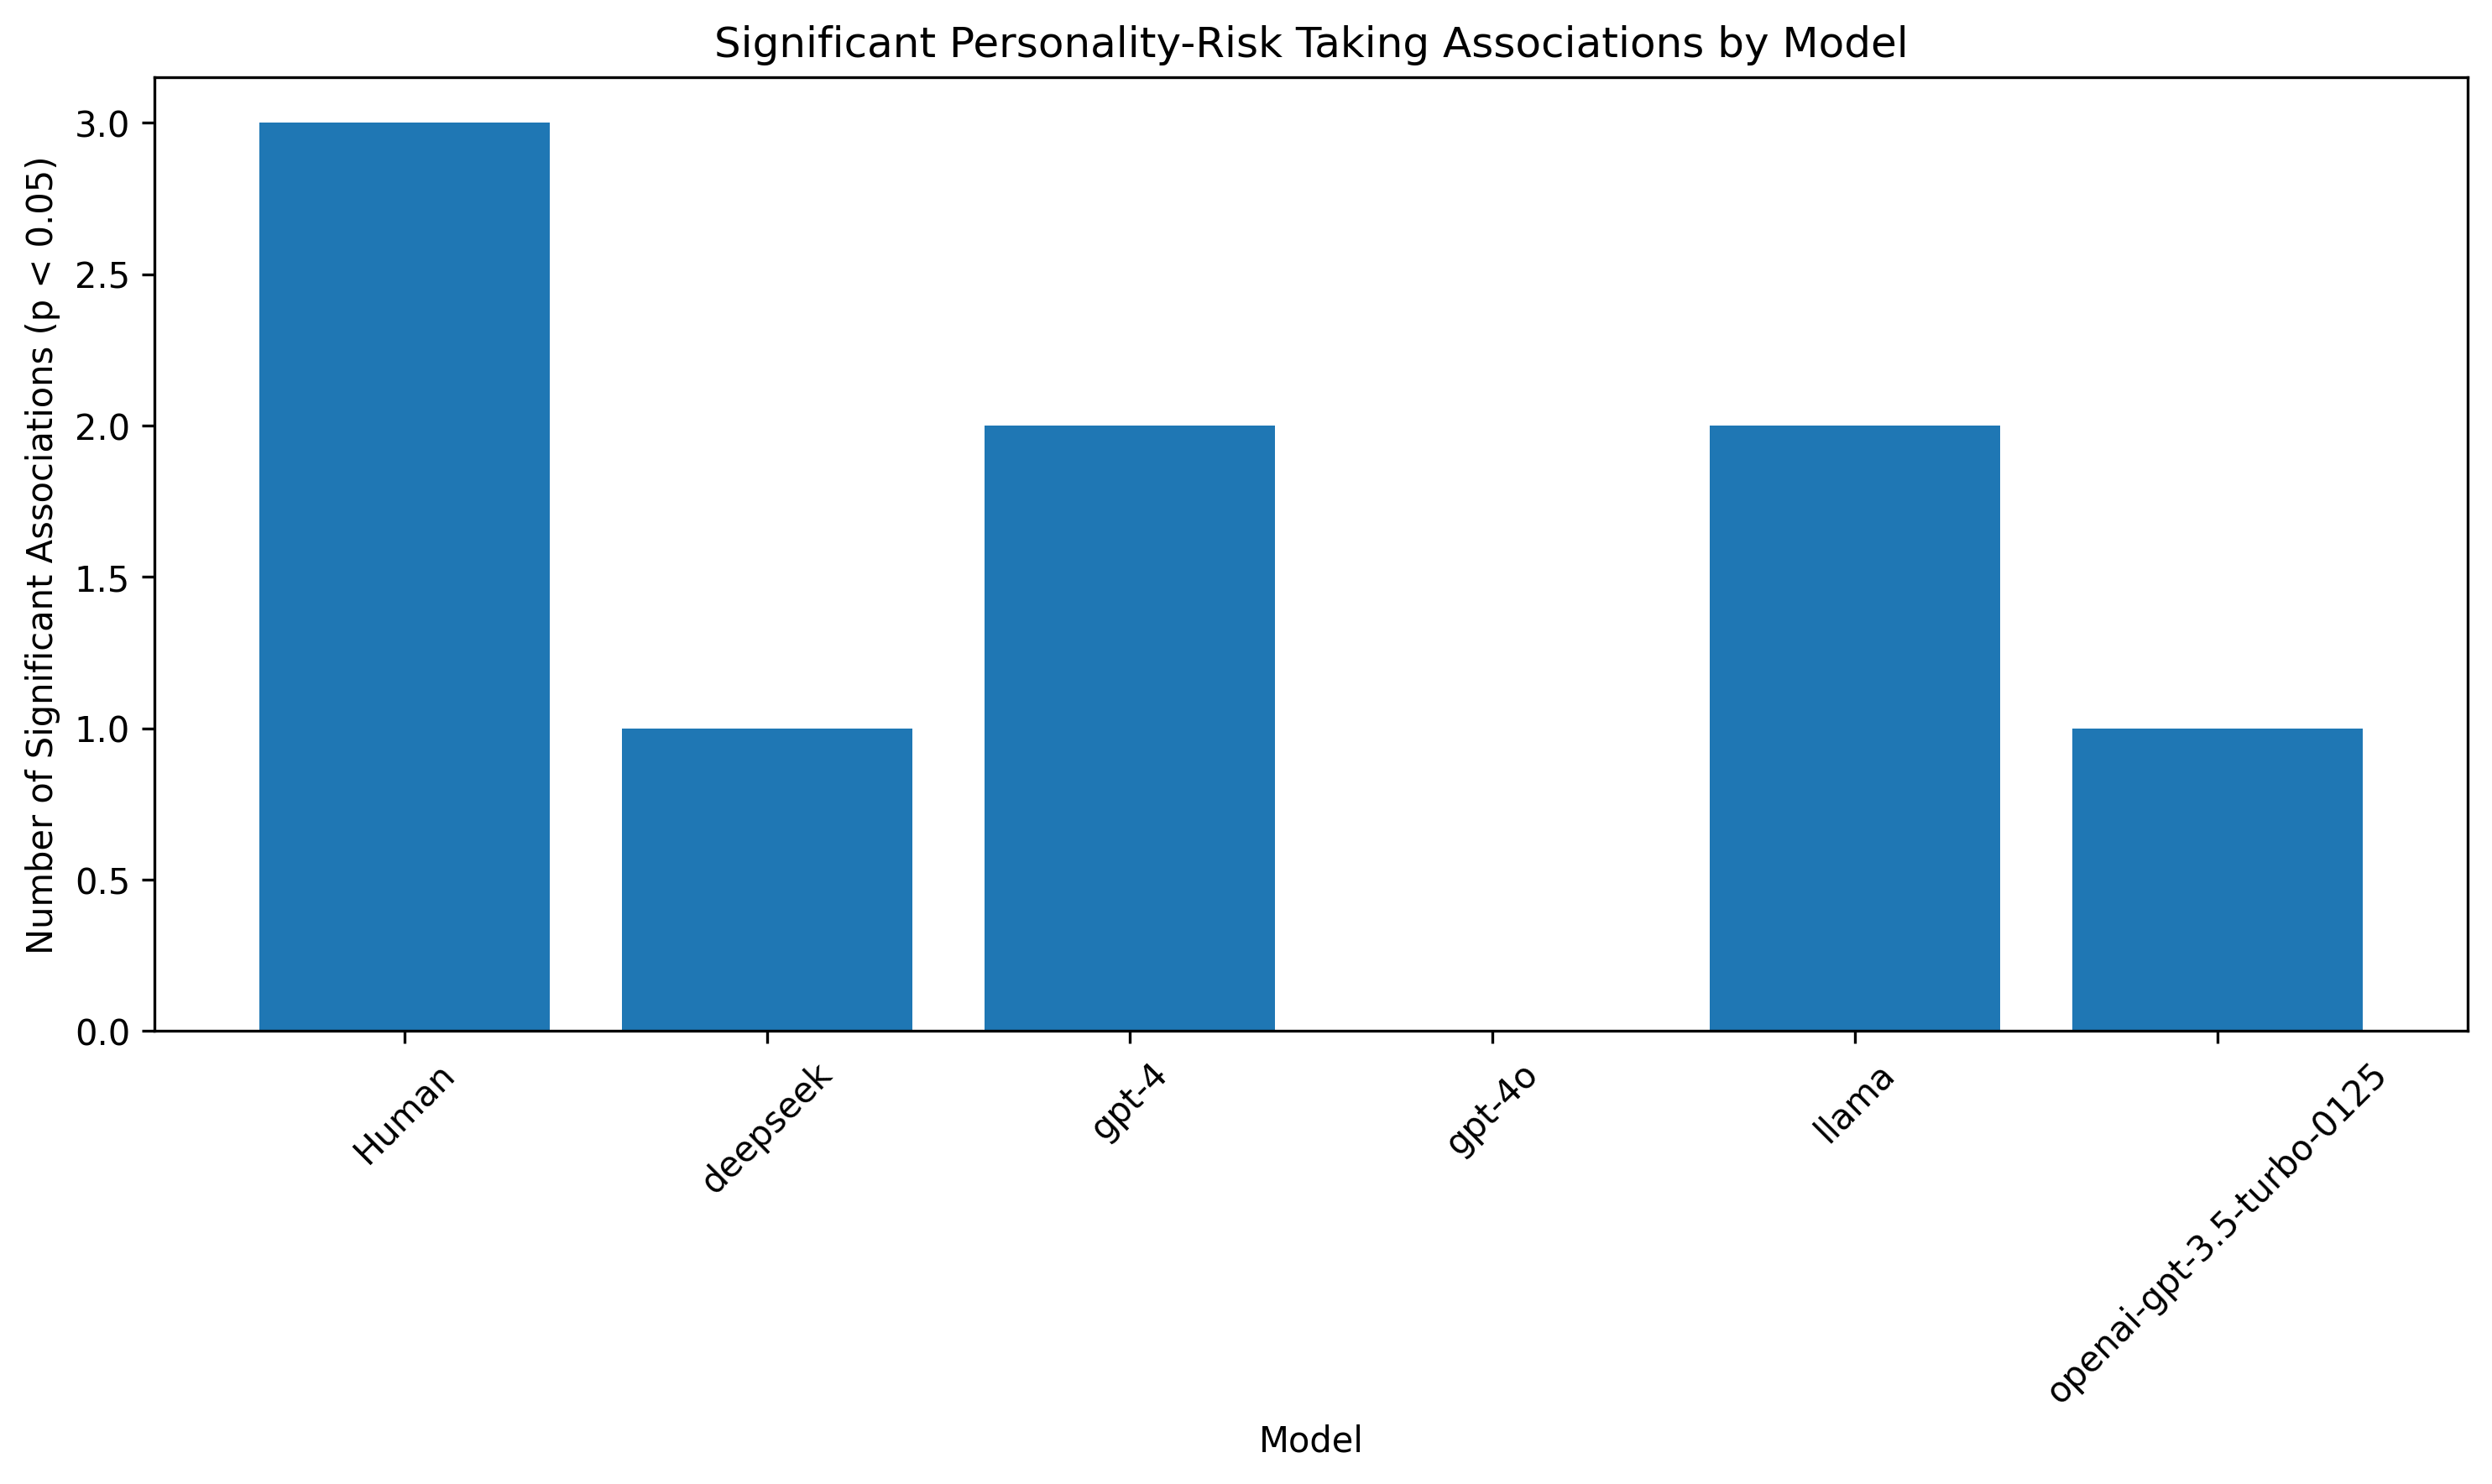 Significant Personality-Risk Taking Associations by Model
Number of Significant Associations (p < 0.05)
3.0
2.5
2.0
1.5
1.0
0.5
0.0
Human
deepseek
gpt-4
gpt-4o
llama
openai-gpt-3.5-turbo-0125
Model